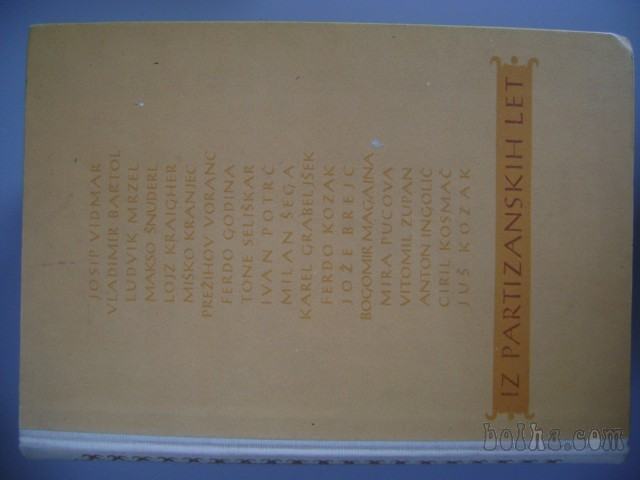 JOSIP VIDMAR
VLADIMIR BARTOL
LUDVIK MRZEL
MAKSO ŠNUDERL
LOJZ KRAIGHER
MIŠKO KRANJEC
PREŽIHOV VORANC
FERDO GODINA
TONE SELIŠKAR
IVAN POTRČ
MILAN ŠEGA
KAREL GRABELJŠEK
FERDO KOZAK
JOŽE BREJC
BOGOMIR MAGAJNA
MIRA PUCOVA
VITOMIL ZUPAN
ANTON INGOLIČ
CIRIL KOSMAČ
JUŠ KOZAK
IZ PARTIZANSKIH LET
bolha.com